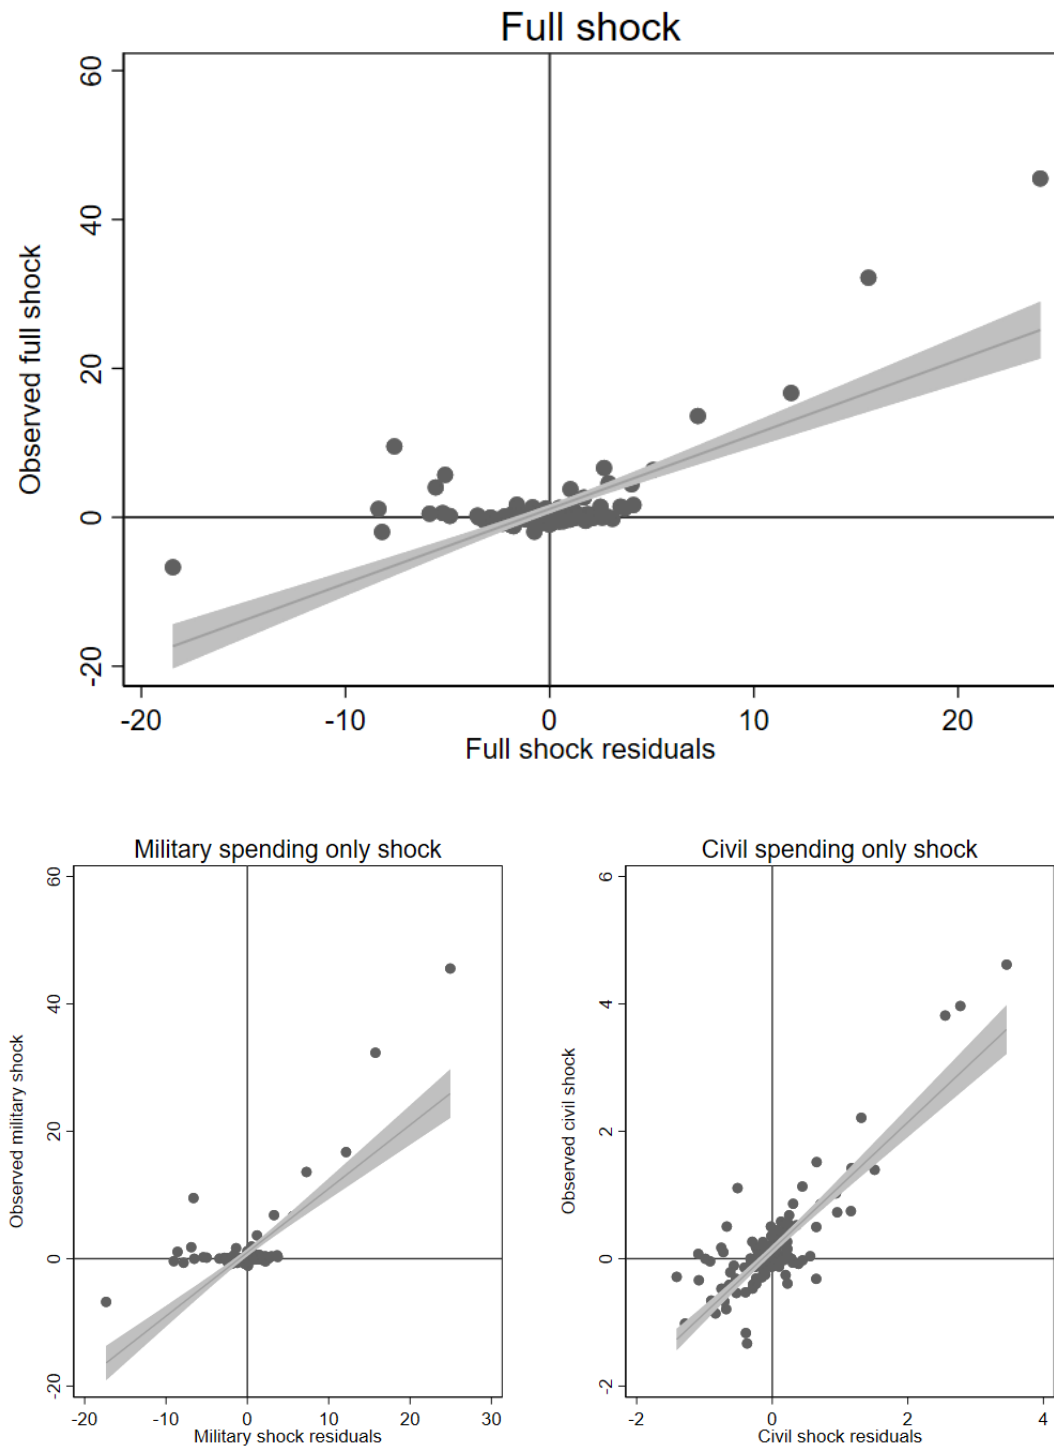 Full shock
60
40
20
0
-20
Observed full shock
-20 -10 0 10 20
Full shock residuals
Military spending only shock
60
40
20
0
-20
Observed military shock
-20 -10 0 10 20 30
Military shock residuals
Civil spending only shock
6
4
2
0
-2
Observed civil shock
-2 0 2 4
Civil shock residuals